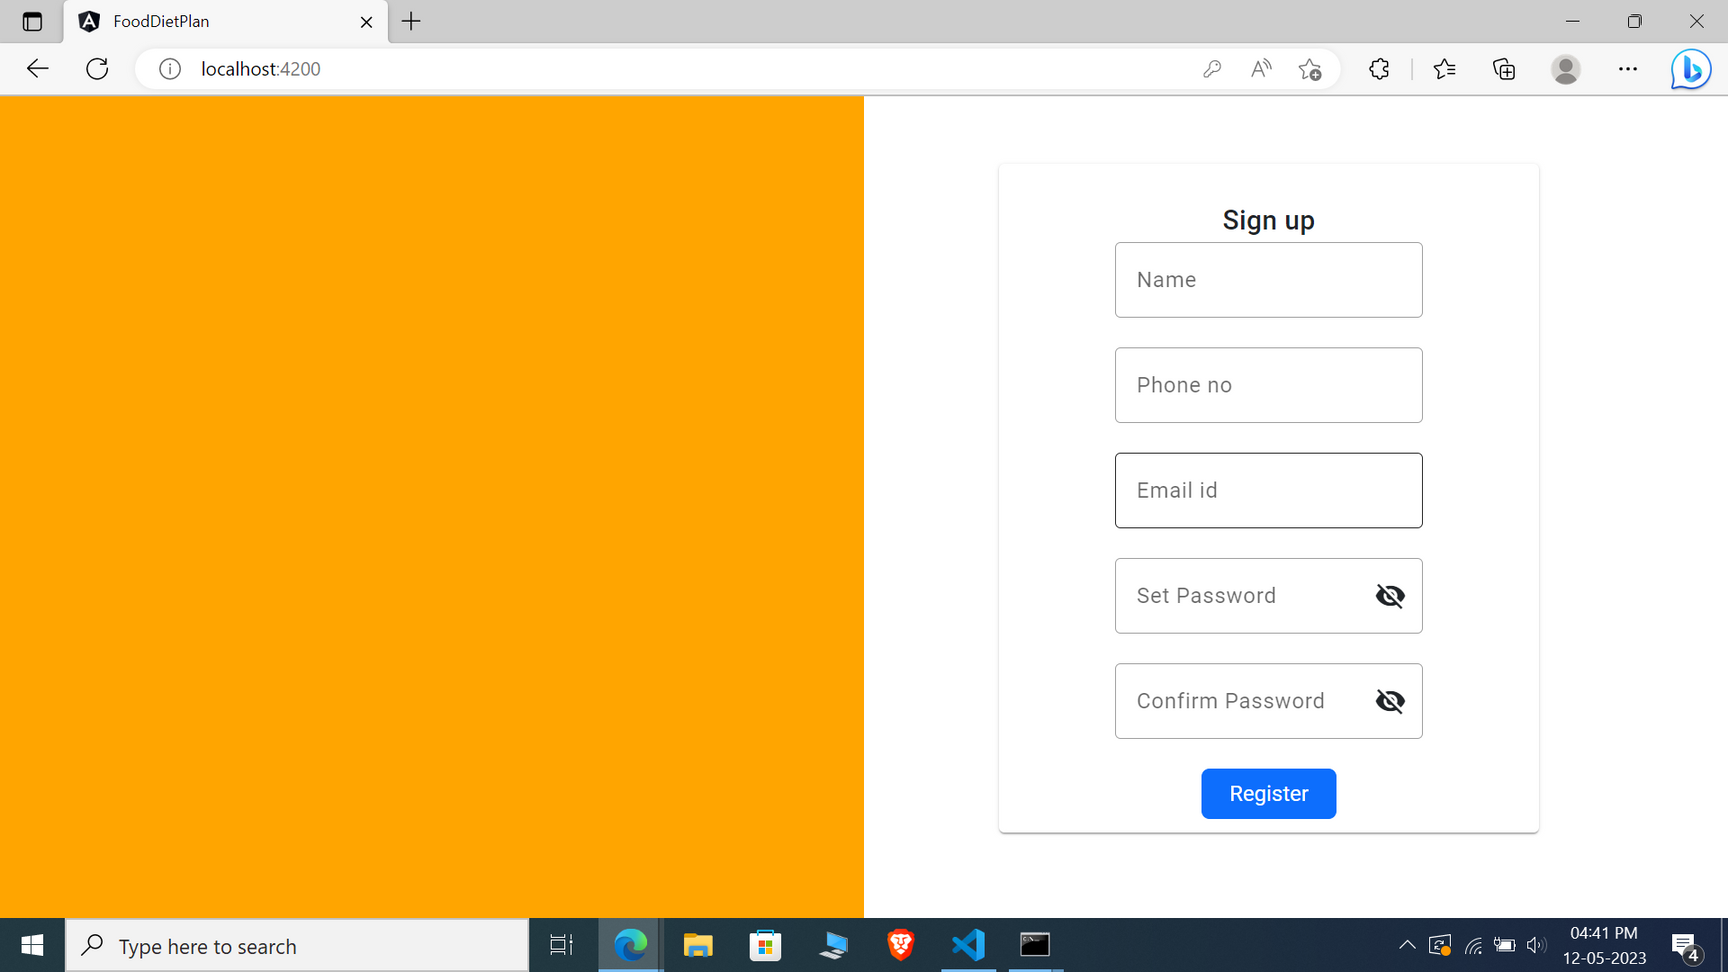 FoodDietPlan
localhost:4200
Sign up
Name
Phone no
Email id
Set Password
Confirm Password
Register
Type here to search
04:41 PM
12-05-2023
4